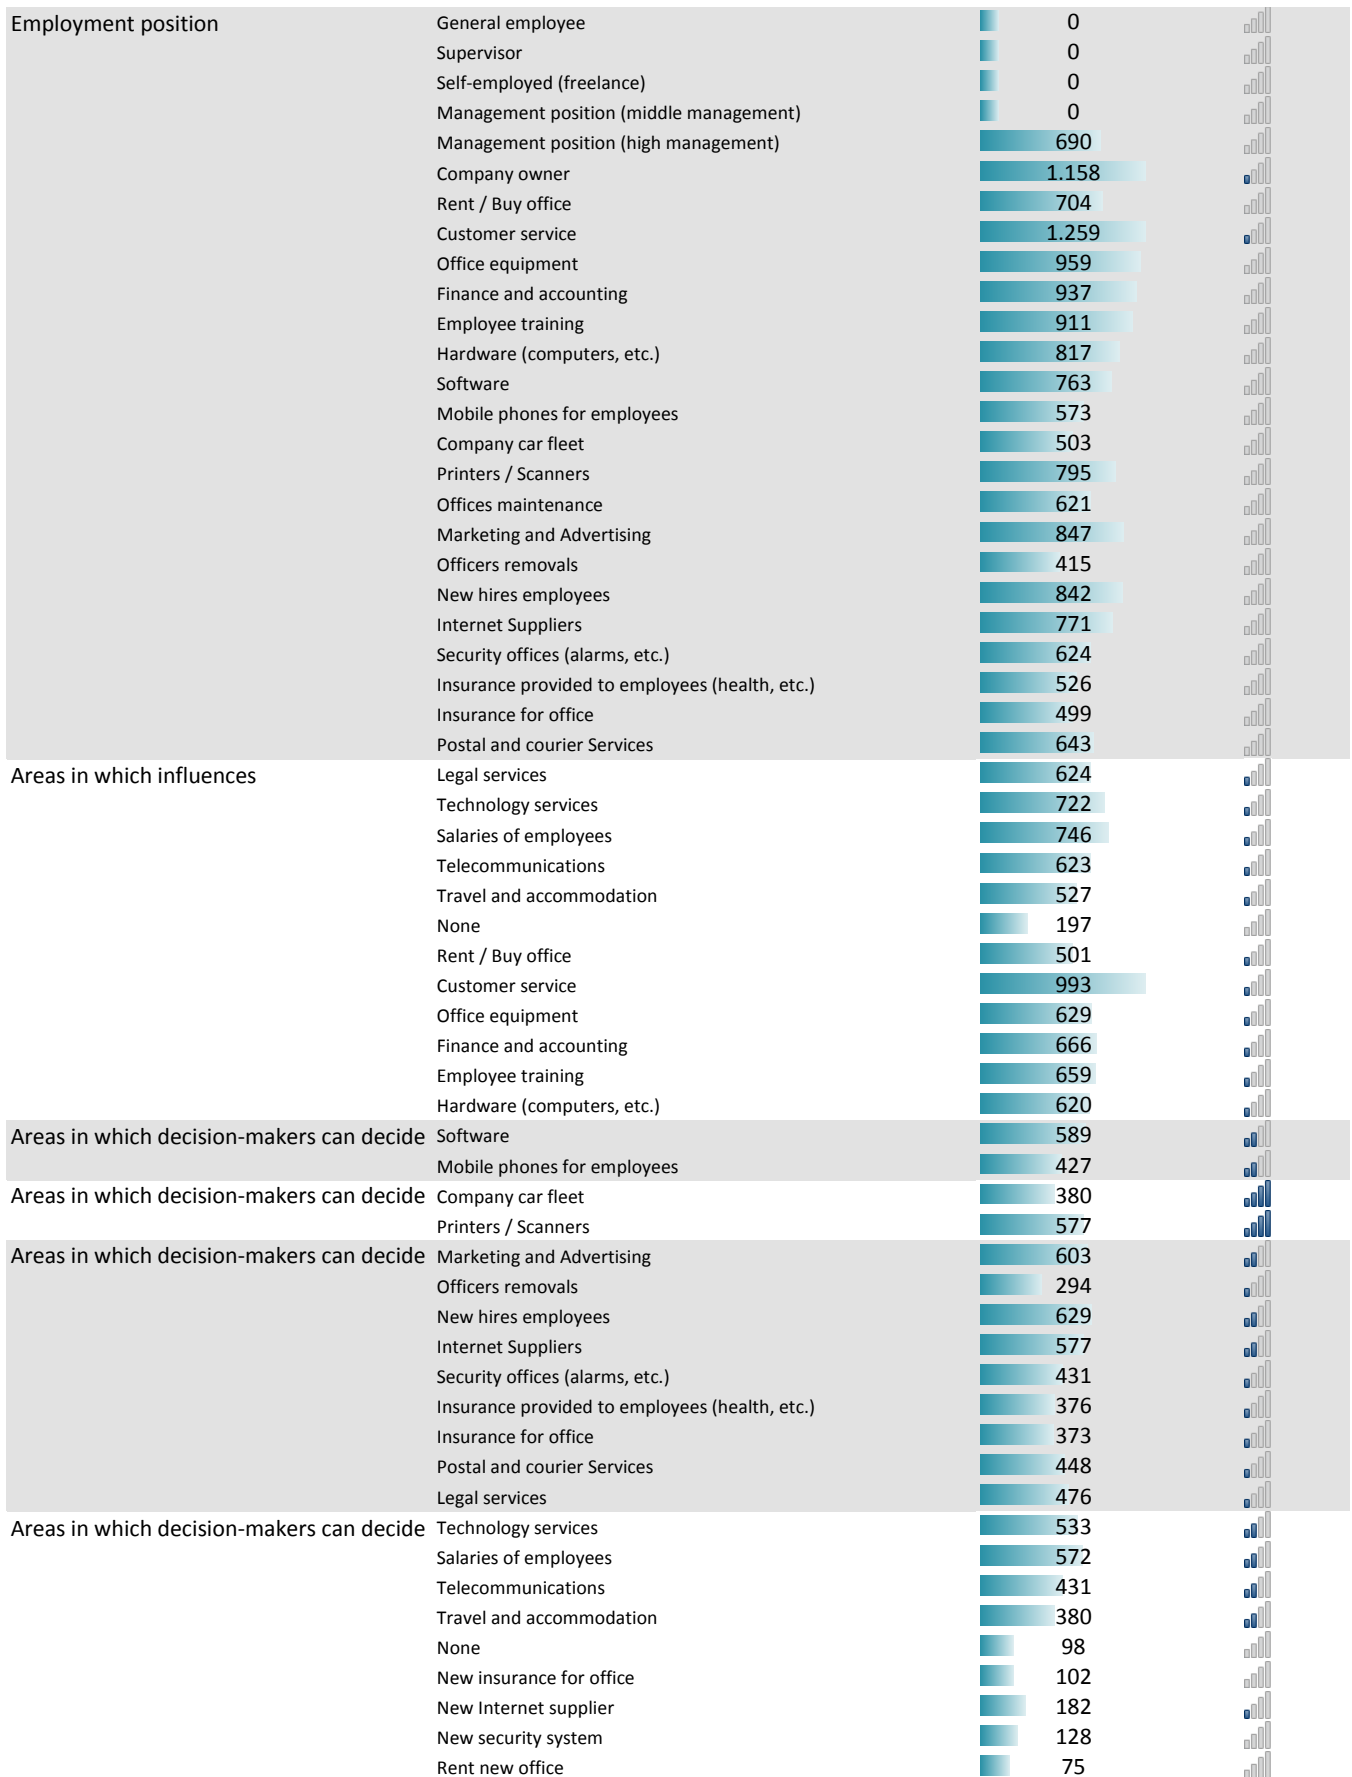 Employment position General employee 0
Supervisor 0
Self-employed (freelance) 0
Management position (middle management) 0
Management position (high management) 690
Company owner 1.158
Rent / Buy office 704
Customer service 1.259
Office equipment 959
Finance and accounting 937
Employee training 911
Hardware (computers, etc.) 817
Software 763
Mobile phones for employees 573
Company car fleet 503
Printers / Scanners 795
Offices maintenance 621
Marketing and Advertising 847
Officers removals 415
New hires employees 842
Internet Suppliers 771
Security offices (alarms, etc.) 624
Insurance provided to employees (health, etc.) 526
Insurance for office 499
Postal and courier Services 643
Areas in which influences Legal services 624
Technology services 722
Salaries of employees 746
Telecommunications 623
Travel and accommodation 527
None 197
Rent / Buy office 501
Customer service 993
Office equipment 629
Finance and accounting 666
Employee training 659
Hardware (computers, etc.) 620
Areas in which decision-makers can decide Software 589
Mobile phones for employees 427
Areas in which decision-makers can decide Company car fleet 380
Printers / Scanners 577
Areas in which decision-makers can decide Marketing and Advertising 603
Officers removals 294
New hires employees 629
Internet Suppliers 577
Security offices (alarms, etc.) 431
Insurance provided to employees (health, etc.) 376
Insurance for office 373
Postal and courier Services 448
Legal services 476
Areas in which decision-makers can decide Technology services 533
Salaries of employees 572
Telecommunications 431
Travel and accommodation 380
None 98
New insurance for office 102
New Internet supplier 182
New security system 128
Rent new office 75